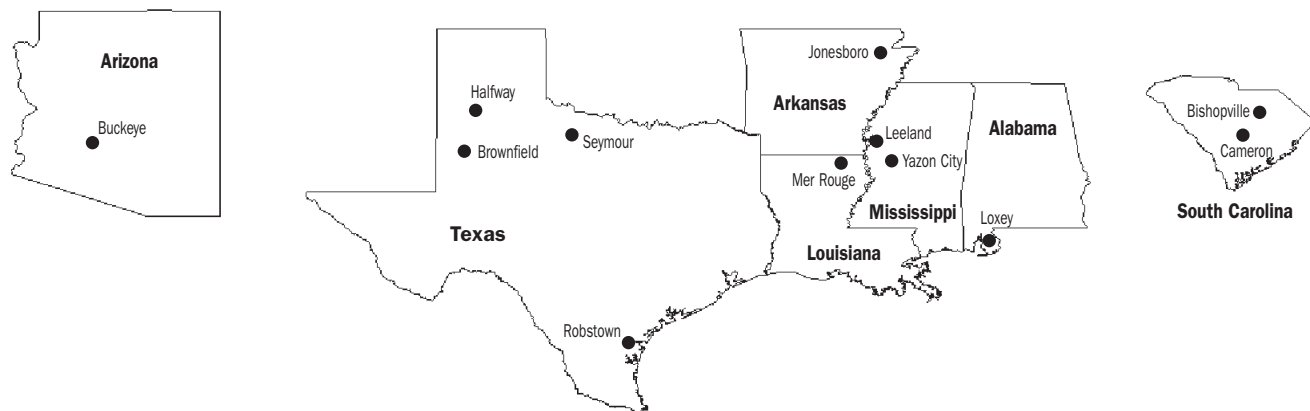 Arizona
Buckeye
Halfway
Brownfield
Seymour
Texas
Robstown
Jonesboro
Arkansas
Leeland
Yazon City
Mer Rouge
Mississippi
Louisiana
Alabama
Loxey
Bishopville
Cameron
South Carolina